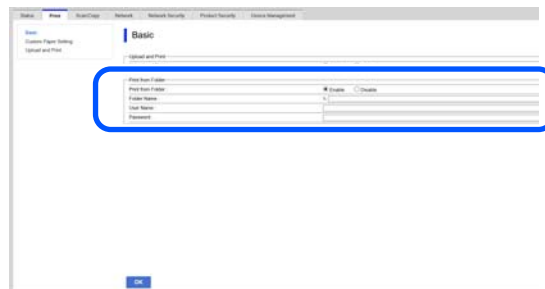 Status Print Scan/Copy Network Network Security Product Security Device Management
Basic
Custom Paper Setting
Upload and Print
Basic
Upload and Print
Print from Folder
Print from Folder Enable Disable
Folder Name
User Name
Password
OK